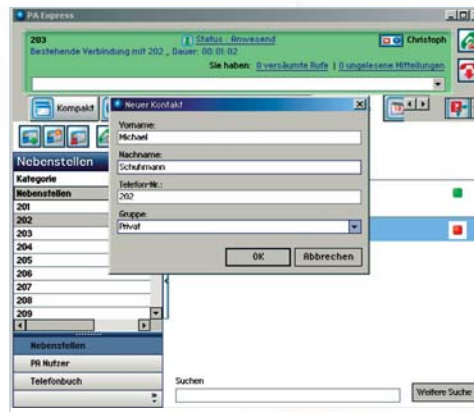 PA Express
203
Status : Anwesend
Christoph
Bestehende Verbindung mit 202 , Dauer: 00:01:02
Sie haben: 0 versäumte Rufe | 0 ungelesene Mitteilungen
Kompakt
Neuer Kontakt
Vorname:
Michael
Nachname:
Schuhmann
Telefon-Nr.:
202
Gruppe:
Privat
OK
Abbrechen
Nebenstellen
Kategorie
Nebenstellen
201
202
203
204
205
206
207
208
209
Nebenstellen
PA Nutzer
Telefonbuch
Suchen
Weitere Suche